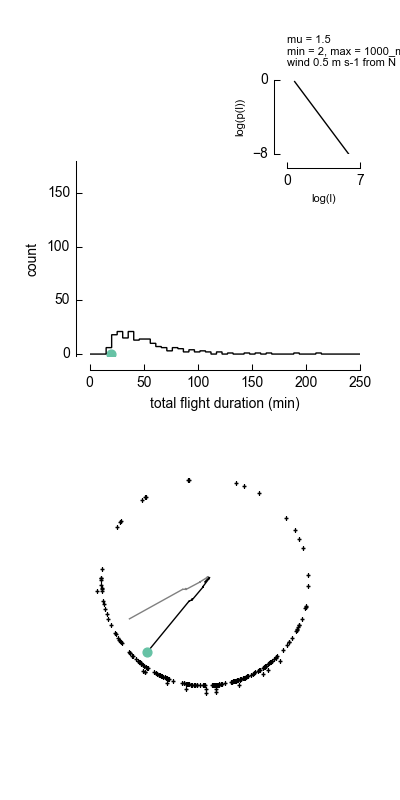 mu = 1.5
min = 2, max = 1000_m
wind 0.5 m s-1 from N
0
−8
log(p(l))
0 7
log(l)
150
100
50
0
count
0 50 100 150 200 250
total flight duration (min)